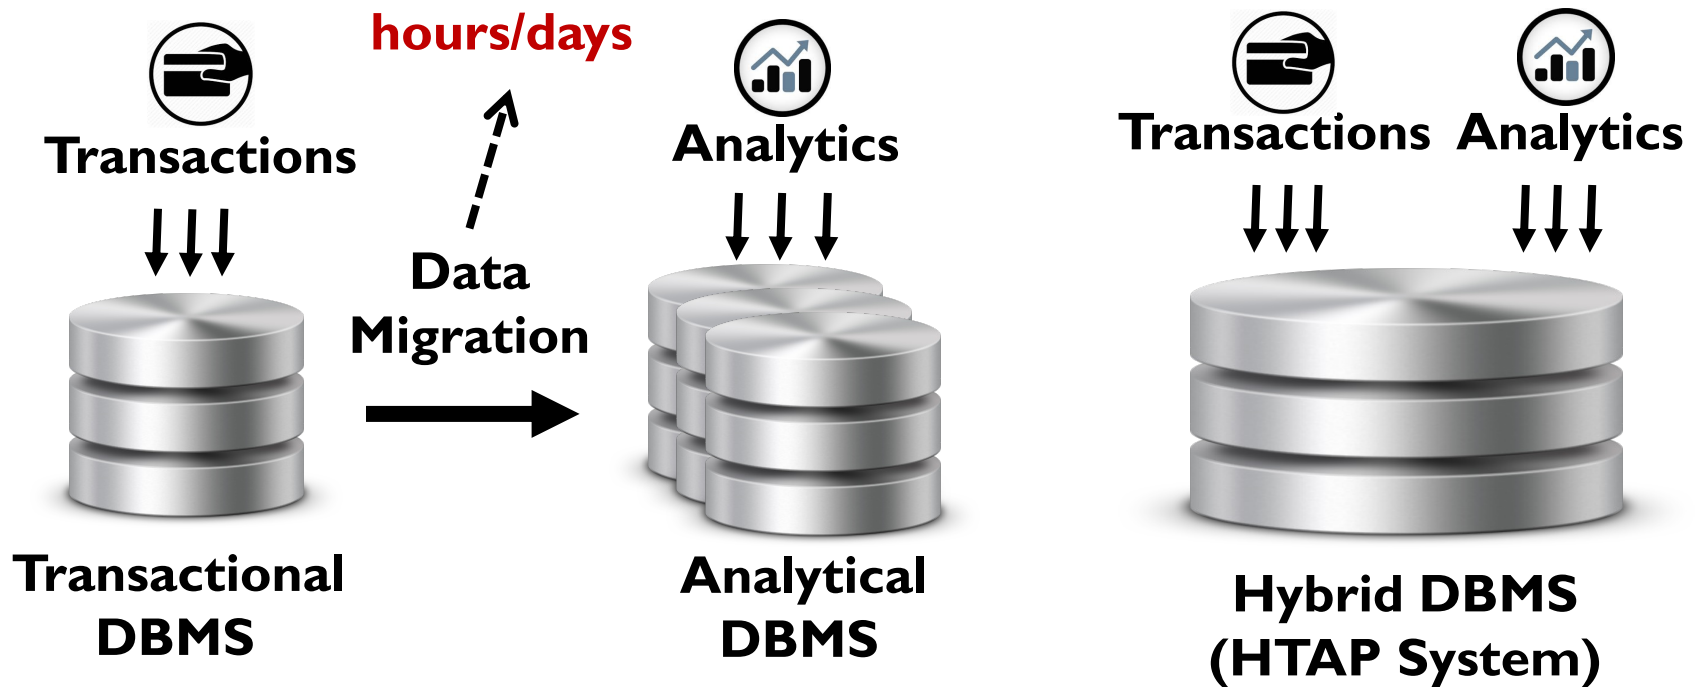 hours/days
Transactions
Analytics
Data
Migration
Transactional
DBMS
Analytical
DBMS
Transactions
Analytics
Hybrid DBMS
(HTAP System)